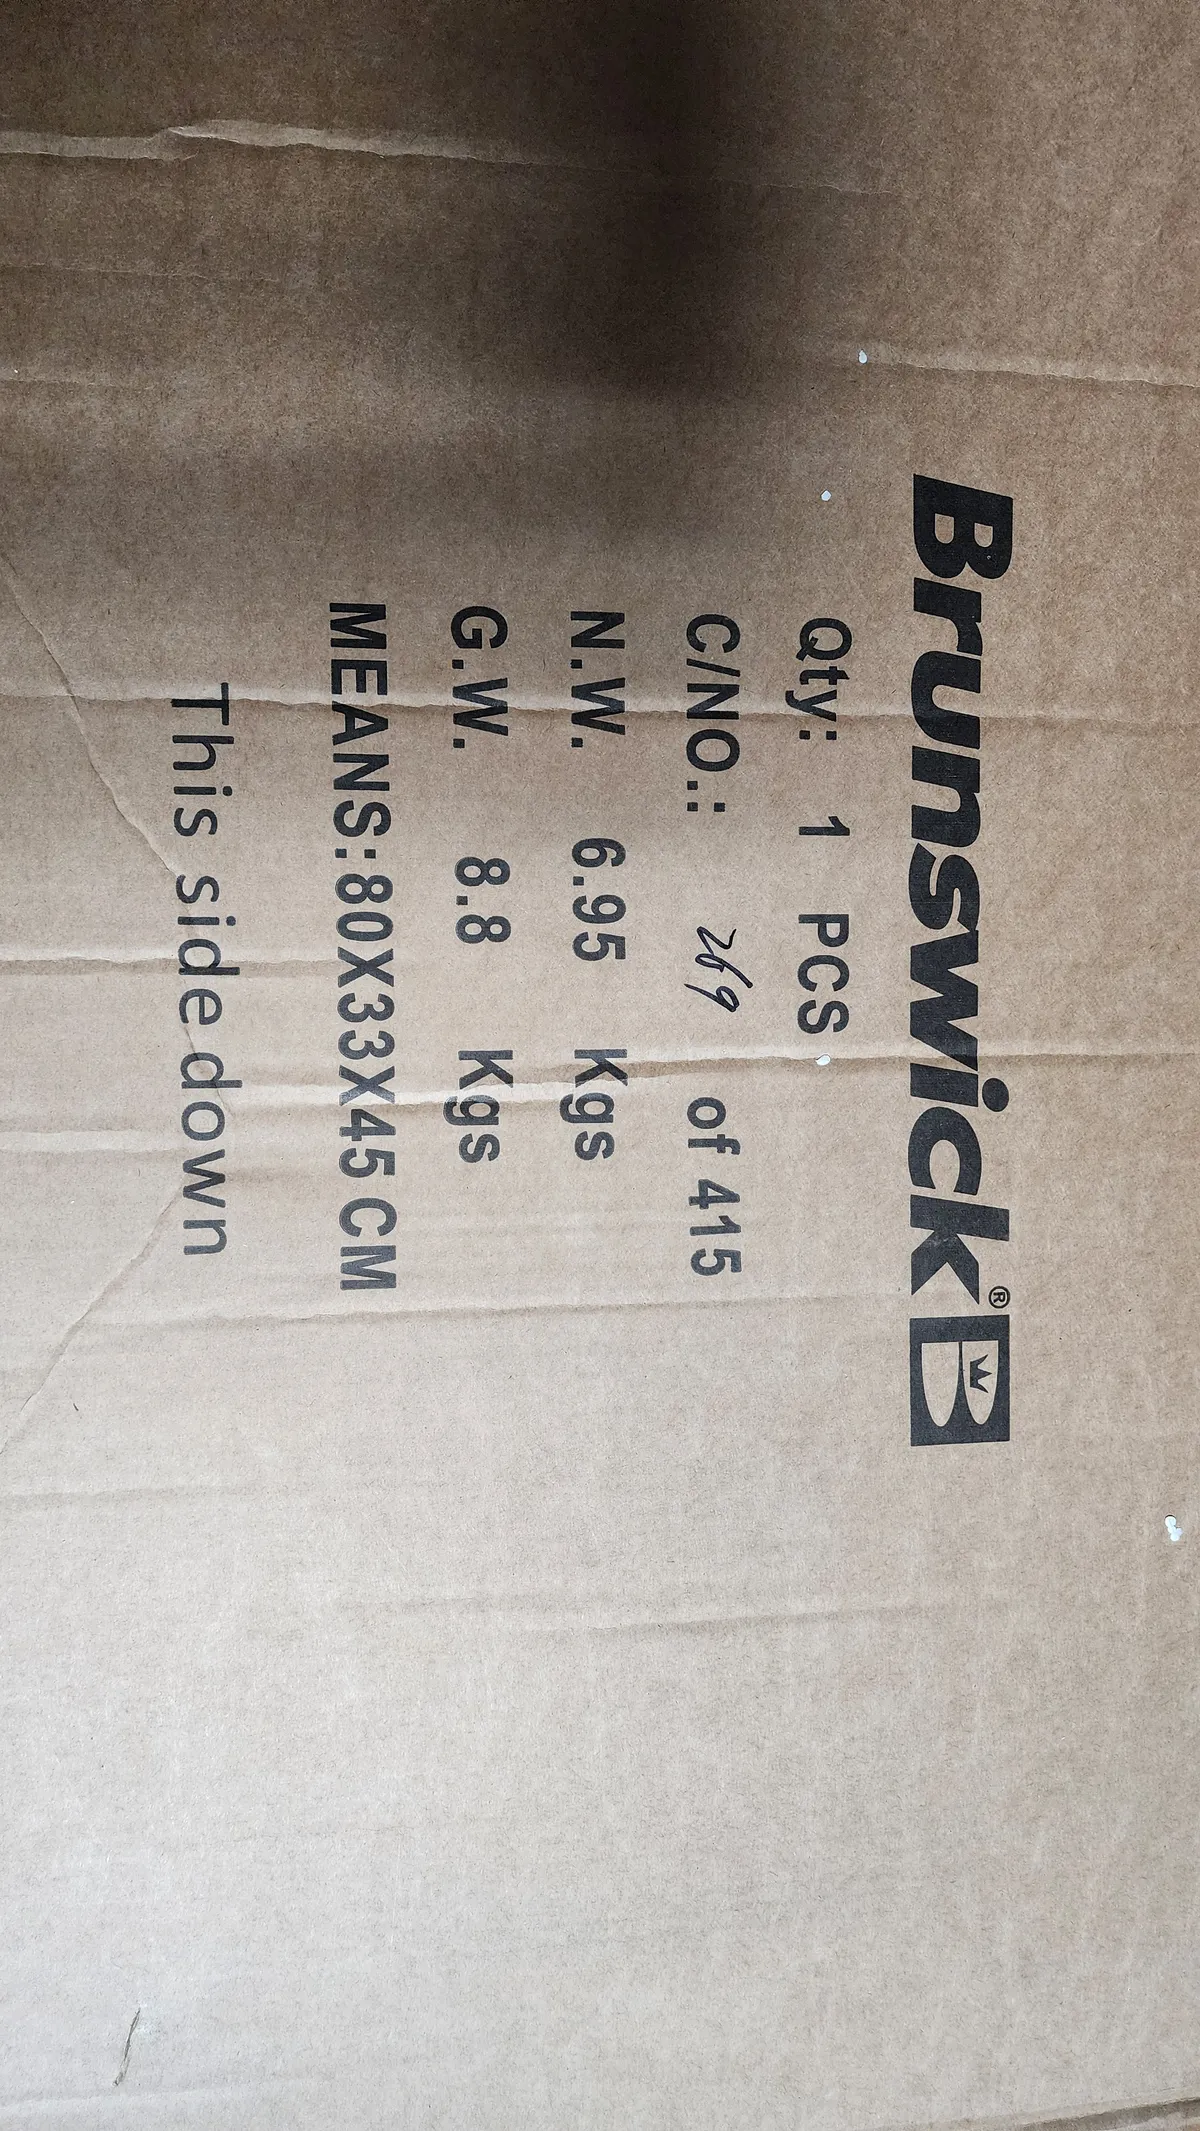 Brunswick®
Qty: 1 PCS
C/NO.: 269 of 415
N.W. 6.95 Kgs
G.W. 8.8 Kgs
MEANS:80X33X45 CM
This side down